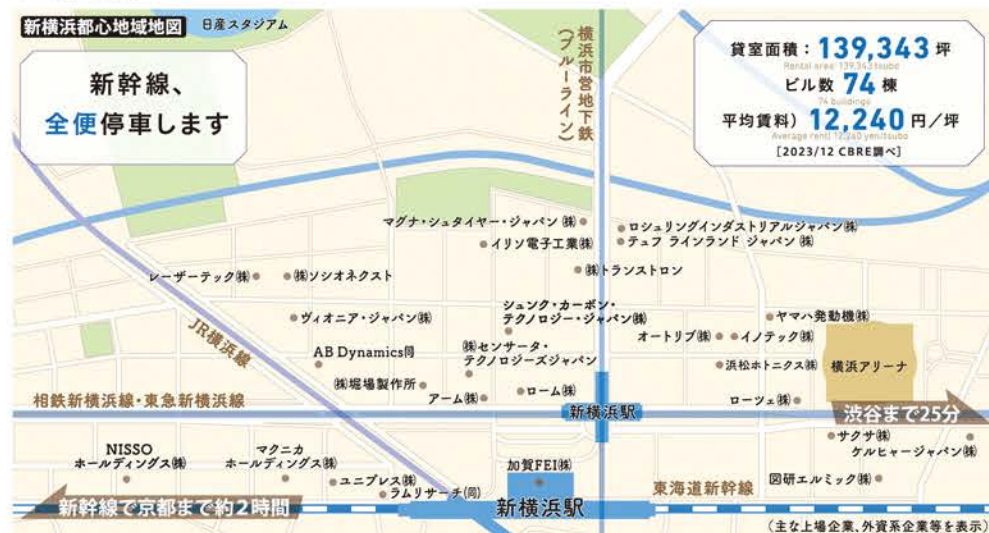 新横浜都心地域地図
日産スタジアム
新幹線、
全便停車します
横浜市営地下鉄
(ブルーライン)
貸室面積：139,343坪
Rental area 139,343 tsubo
ビル数 74 棟
74 buildings
平均賃料) 12,240 円／坪
Average rent) 12,240 yen/tsubo
[2023/12 CBRE調べ]
マグナ・シュタイヤー・ジャパン㈱
イリソ電子工業㈱
ロシュリングインダストリアルジャパン㈱
テュフ ラインランド ジャパン㈱
レーザーテック㈱
㈱ソシオネクスト
㈱トランストロン
ヴィオニア・ジャパン㈱
シュンク・カーボン・
テクノロジー・ジャパン㈱
ヤマハ発動機㈱
オートリブ㈱
イノテック㈱
JR横浜線
AB Dynamics㈲
㈱センサータ・
テクノロジーズジャパン
浜松ホトニクス㈱
横浜アリーナ
㈱堀場製作所
アーム㈱
ローム㈱
ローツェ㈱
相鉄新横浜線・東急新横浜線
新横浜駅
渋谷まで25分
サクサ㈱
ケルヒャージャパン㈱
NISSO
ホールディングス㈱
マクニカ
ホールディングス㈱
ユニプレス㈱
ラムリサーチ(同)
加賀FEI㈱
図研エルミック㈱
東海道新幹線
新幹線で京都まで約2時間
新横浜駅
(主な上場企業、外資系企業等を表示)